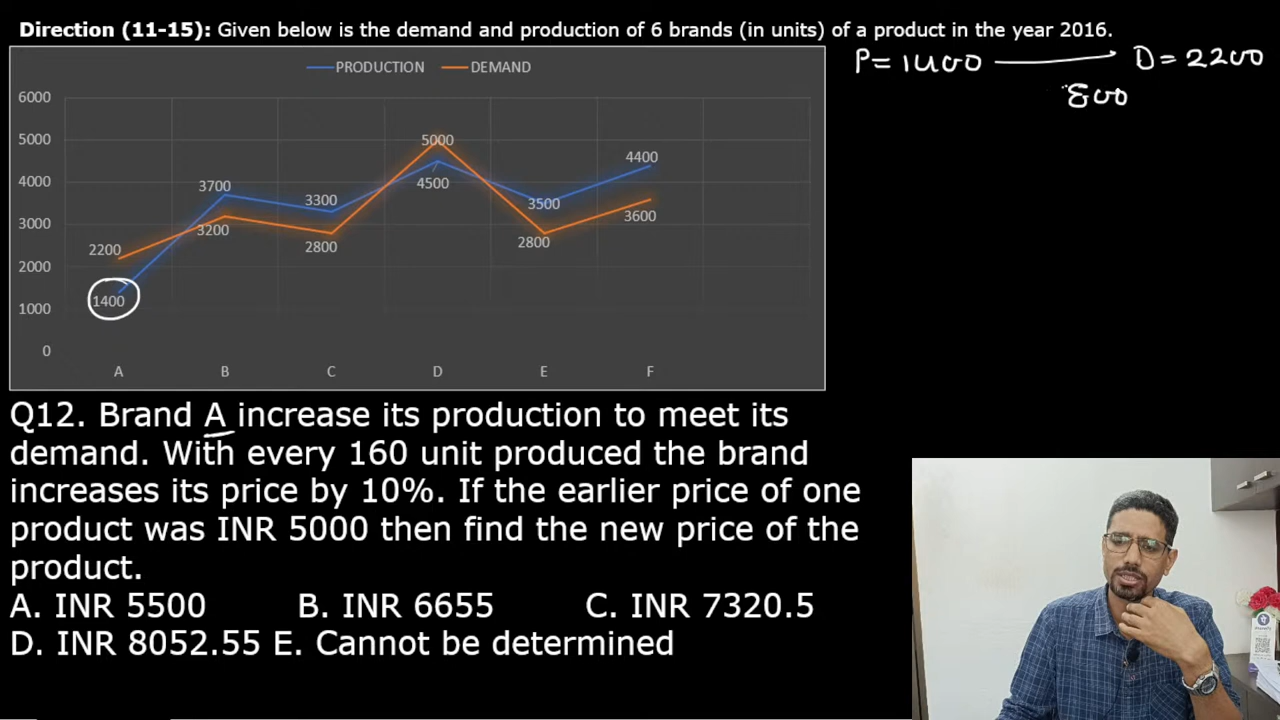 Direction (11-15): Given below is the demand and production of 6 brands (in units) of a product in the year 2016.
P= 1400 D = 2200
800
PRODUCTION DEMAND
6000
5000
4000
3000
2000
1000
0
2200
1400
3700
3200
3300
2800
5000
4500
3500
2800
4400
3600
A B C D E F
Q12. Brand A increase its production to meet its
demand. With every 160 unit produced the brand
increases its price by 10%. If the earlier price of one
product was INR 5000 then find the new price of the
product.
A. INR 5500 B. INR 6655 C. INR 7320.5
D. INR 8052.55 E. Cannot be determined